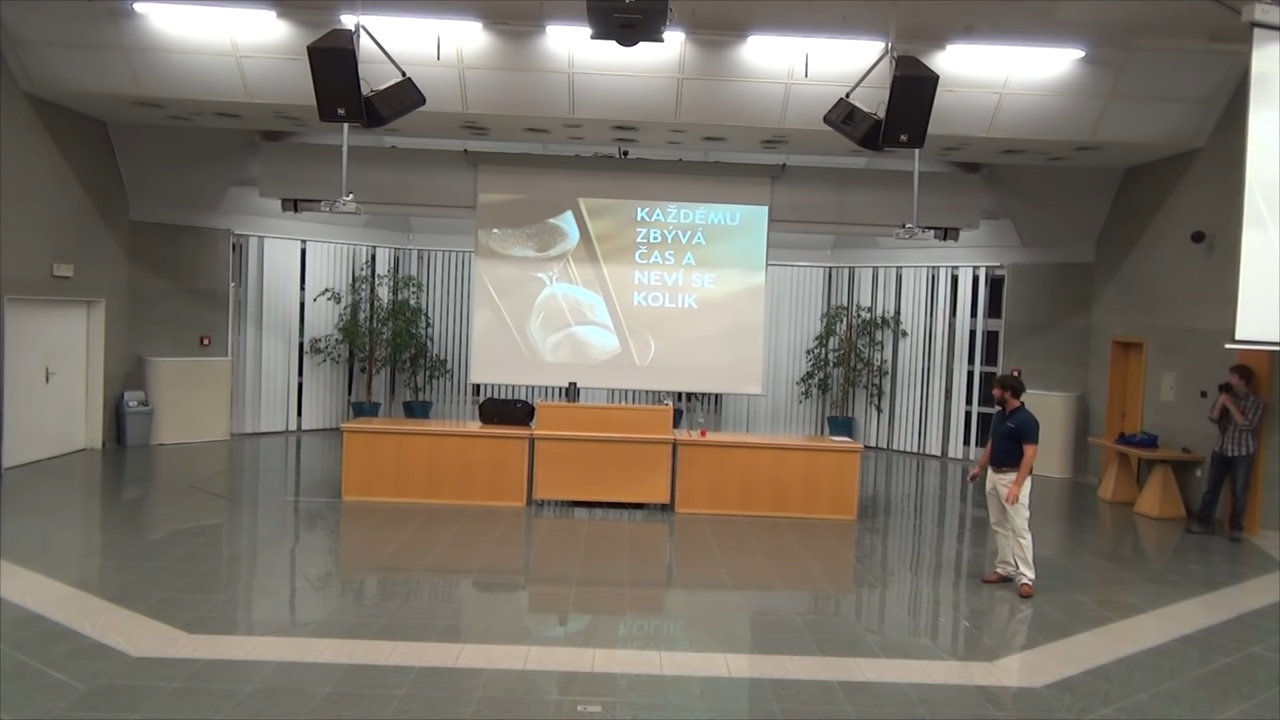 KAŽDÉMU
ZBÝVÁ
ČAS A
NEVÍ SE
KOLIK